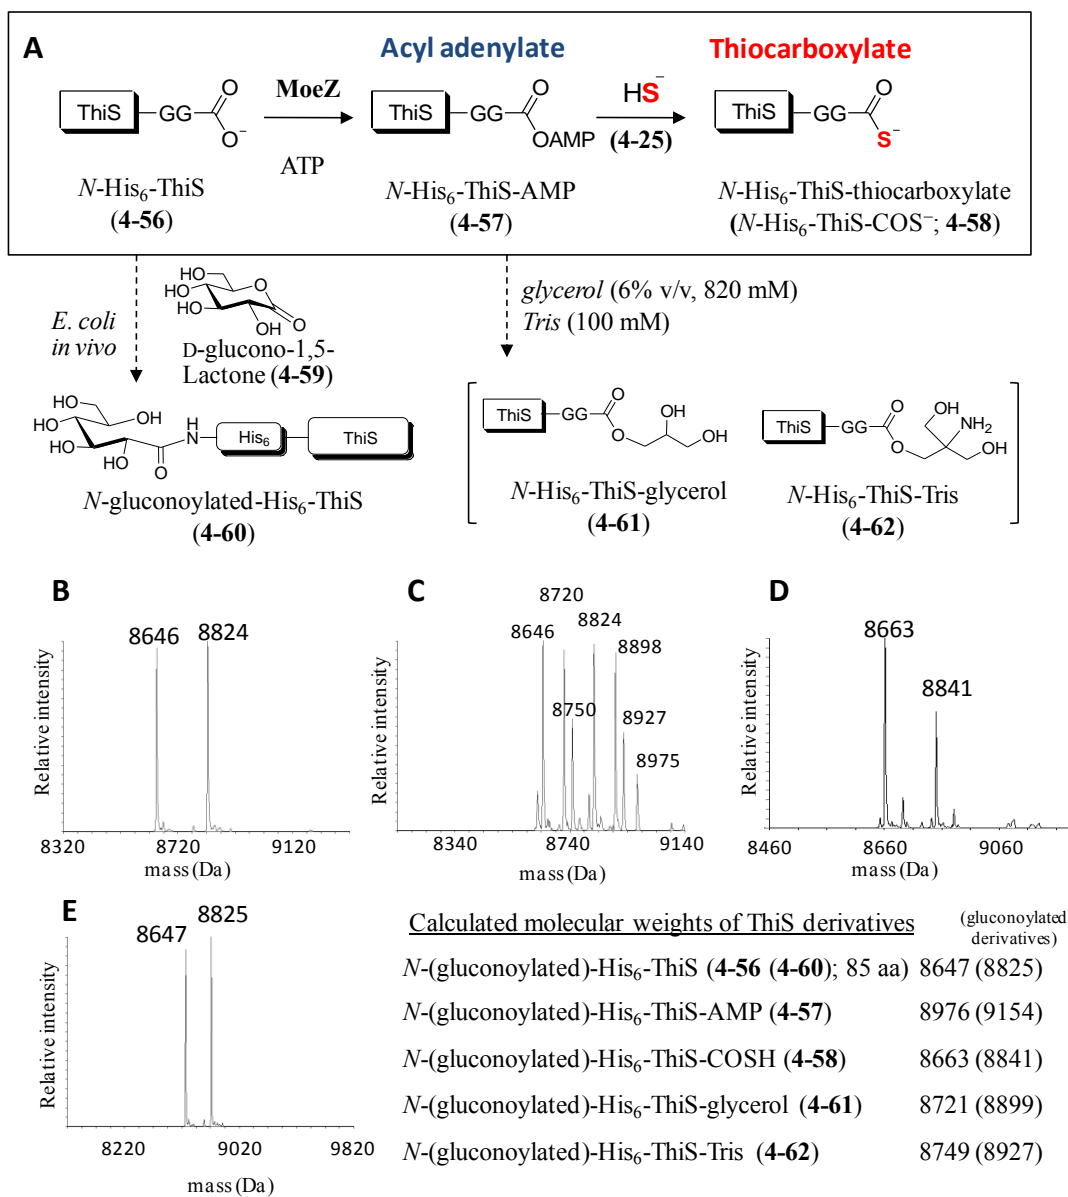 A
Acyl adenylate
Thiocarboxylate
ThiS GG O O⁻
MoeZ
ATP
ThiS GG O OAMP
HS⁻
(4-25)
ThiS GG O S⁻
N-His₆-ThiS
(4-56)
N-His₆-ThiS-AMP
(4-57)
N-His₆-ThiS-thiocarboxylate
(N-His₆-ThiS-COS⁻; 4-58)
E. coli
in vivo
HO HO HO OH O O
D-glucono-1,5-
Lactone (4-59)
glycerol (6% v/v, 820 mM)
Tris (100 mM)
HO HO HO OH OH O H N His₆ ThiS
N-gluconoylated-His₆-ThiS
(4-60)
ThiS GG O O OH OH
N-His₆-ThiS-glycerol
(4-61)
ThiS GG O O HO NH₂ OH
N-His₆-ThiS-Tris
(4-62)
B
8646
8824
Relative intensity
8320 8720 9120
mass (Da)
C
8720
8646
8824
8898
8750
8927
8975
Relative intensity
8340 8740 9140
mass (Da)
D
8663
8841
Relative intensity
8460 8660 9060
mass (Da)
E
8647
8825
Relative intensity
8220 9020 9820
mass (Da)
Calculated molecular weights of ThiS derivatives
(gluconoylated
derivatives)
N-(gluconoylated)-His₆-ThiS (4-56 (4-60); 85 aa) 8647 (8825)
N-(gluconoylated)-His₆-ThiS-AMP (4-57) 8976 (9154)
N-(gluconoylated)-His₆-ThiS-COSH (4-58) 8663 (8841)
N-(gluconoylated)-His₆-ThiS-glycerol (4-61) 8721 (8899)
N-(gluconoylated)-His₆-ThiS-Tris (4-62) 8749 (8927)